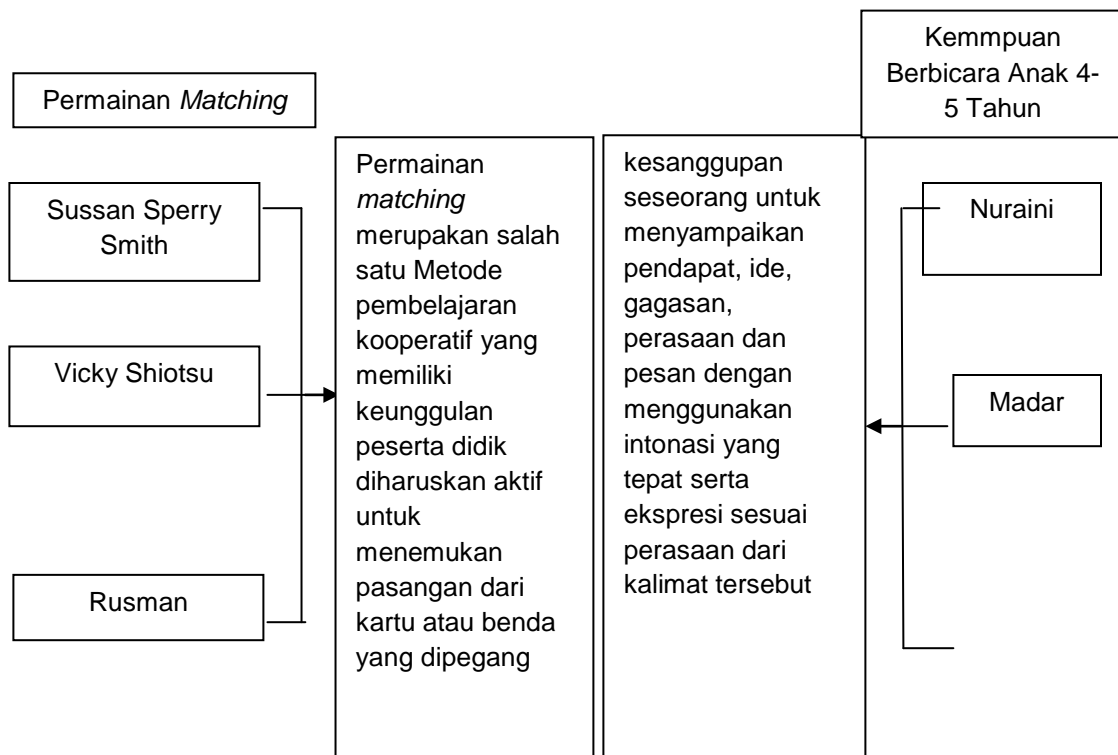 Permainan Matching
Sussan Sperry
Smith
Vicky Shiotsu
Rusman
Permainan
matching
merupakan salah
satu Metode
pembelajaran
kooperatif yang
memiliki
keunggulan
peserta didik
diharuskan aktif
untuk
menemukan
pasangan dari
kartu atau benda
yang dipegang
kesanggupan
seseorang untuk
menyampaikan
pendapat, ide,
gagasan,
perasaan dan
pesan dengan
menggunakan
intonasi yang
tepat serta
ekspresi sesuai
perasaan dari
kalimat tersebut
Kemmpuan
Berbicara Anak 4-
5 Tahun
Nuraini
Madar